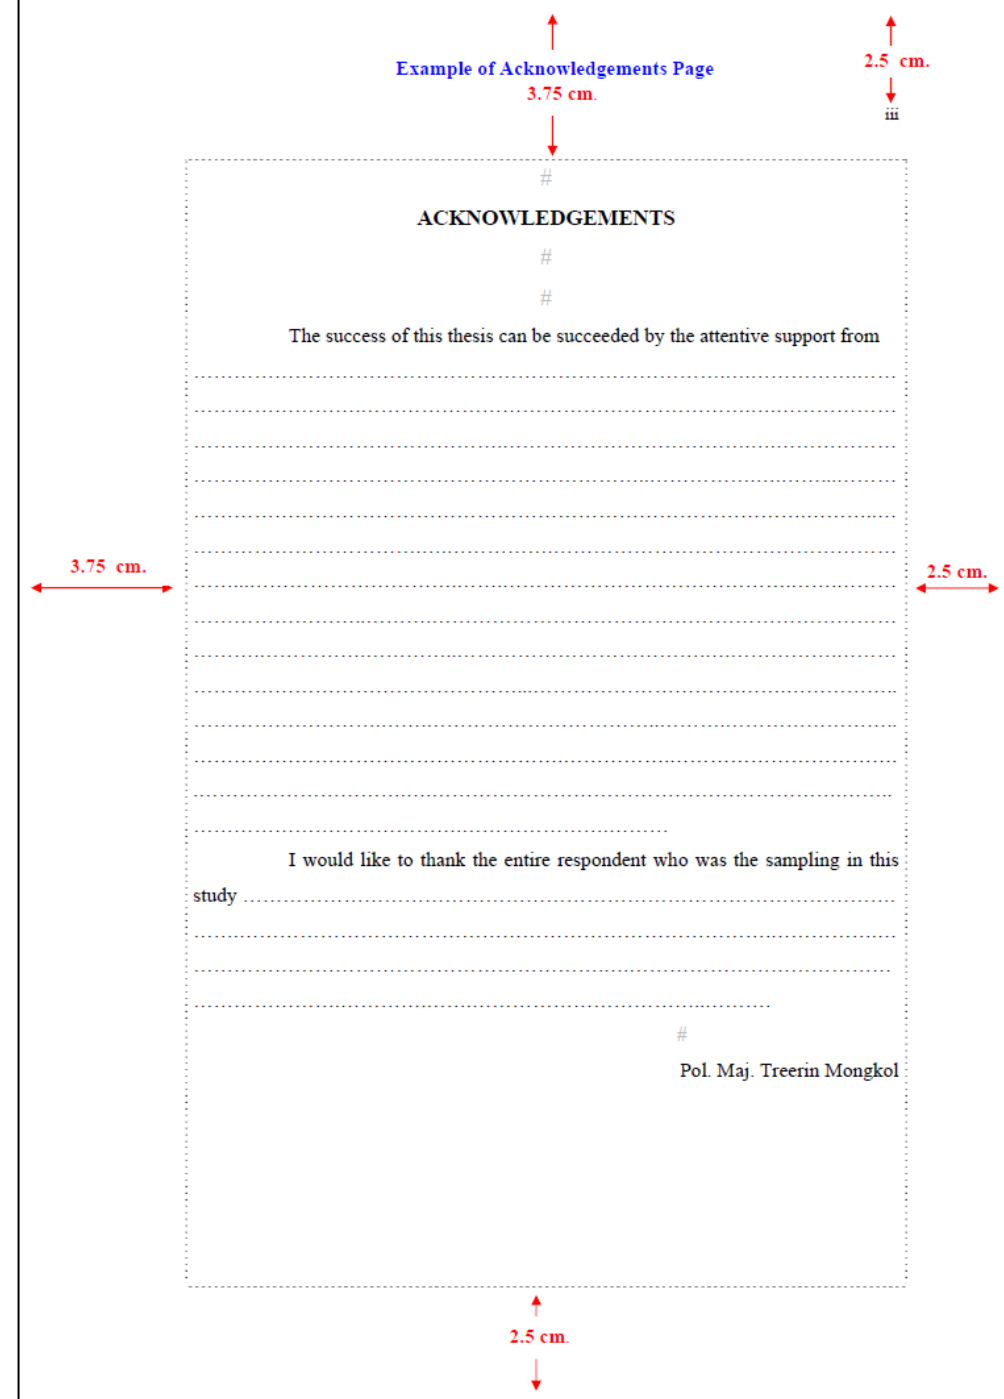 Example of Acknowledgements Page
3.75 cm.
2.5 cm.
iii
#
ACKNOWLEDGEMENTS
#
#
The success of this thesis can be succeeded by the attentive support from
………………………………………………………………………………………
………………………………………………………………………………………
………………………………………………………………………………………
………………………………………………………………………………………
………………………………………………………………………………………
………………………………………………………………………………………
………………………………………………………………………………………
………………………………………………………………………………………
………………………………………………………………………………………
………………………………………………………………………………………
………………………………………………………………………………………
………………………………………………………………………………………
………………………………………………………………………………………
…………………………………………………………
3.75 cm.
2.5 cm.
I would like to thank the entire respondent who was the sampling in this
study ………………………………………………………………………………
………………………………………………………………………………………
………………………………………………………………………………………
………………………………………………………………………
#
Pol. Maj. Treerin Mongkol
2.5 cm.